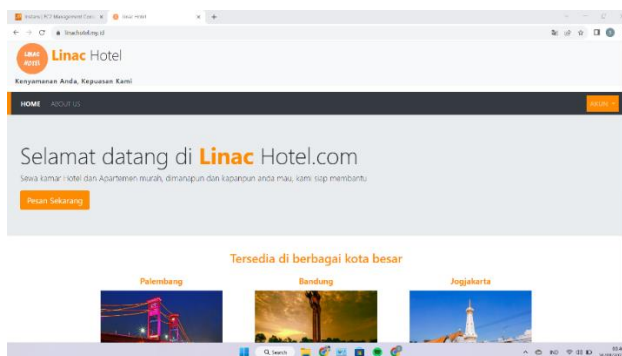 Linac Hotel
LINAC
HOTEL
linachotel.my.id
Linac Hotel
Kenyamanan Anda, Kepuasan Kami
HOME ABOUT US
AKUN
Selamat datang di Linac Hotel.com
Sewa kamar Hotel dan Apartemen murah, dimanapun dan kapanpun anda mau, kami siap membantu
Pesan Sekarang
Tersedia di berbagai kota besar
Palembang Bandung Jogjakarta
Search